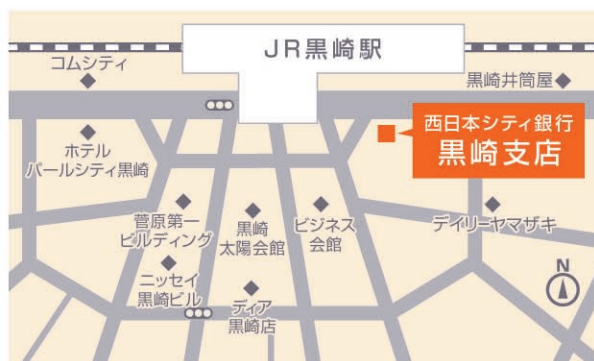 JR黒崎駅
コムシティ
黒崎井筒屋
西日本シティ銀行
黒崎支店
ホテル
パールシティ黒崎
菅原第一
ビルディング
黒崎
太陽会館
ビジネス
会館
デイリーヤマザキ
ニッセイ
黒崎ビル
ディア
黒崎店
N